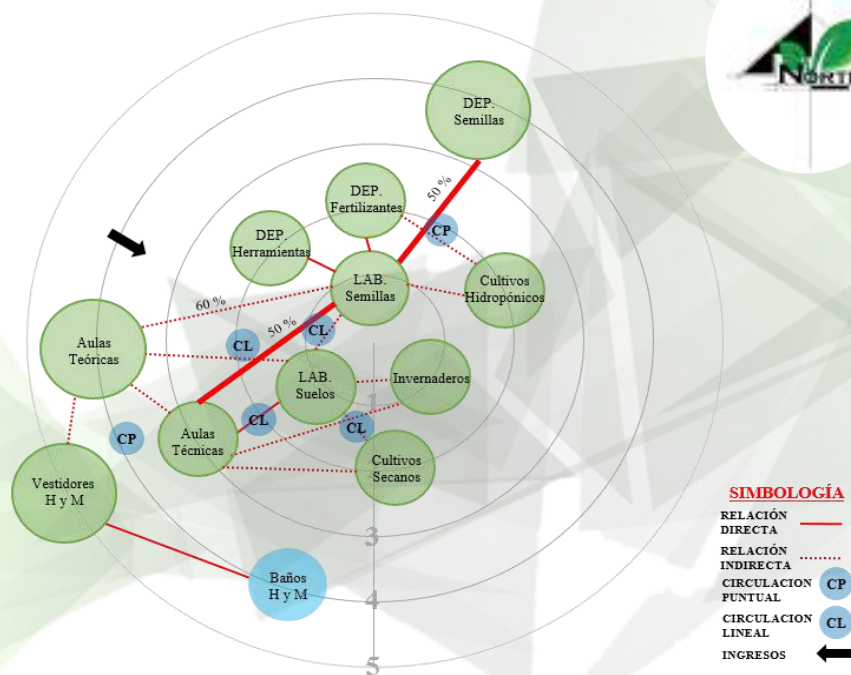 DEP.
Semillas
50 %
DEP.
Fertilizantes
CP
DEP.
Herramientas
LAB.
Semillas
Cultivos
Hidropónicos
60 %
50 %
CL
CL
Aulas
Teóricas
LAB.
Suelos
Invernaderos
1
CL
CL
CP
Aulas
Técnicas
Cultivos
Secanos
Vestidores
H y M
3
Baños
H y M
4
5
SIMBOLOGÍA
RELACIÓN
DIRECTA
RELACIÓN
INDIRECTA
CIRCULACION
PUNTUAL
CP
CIRCULACION
LINEAL
CL
INGRESOS